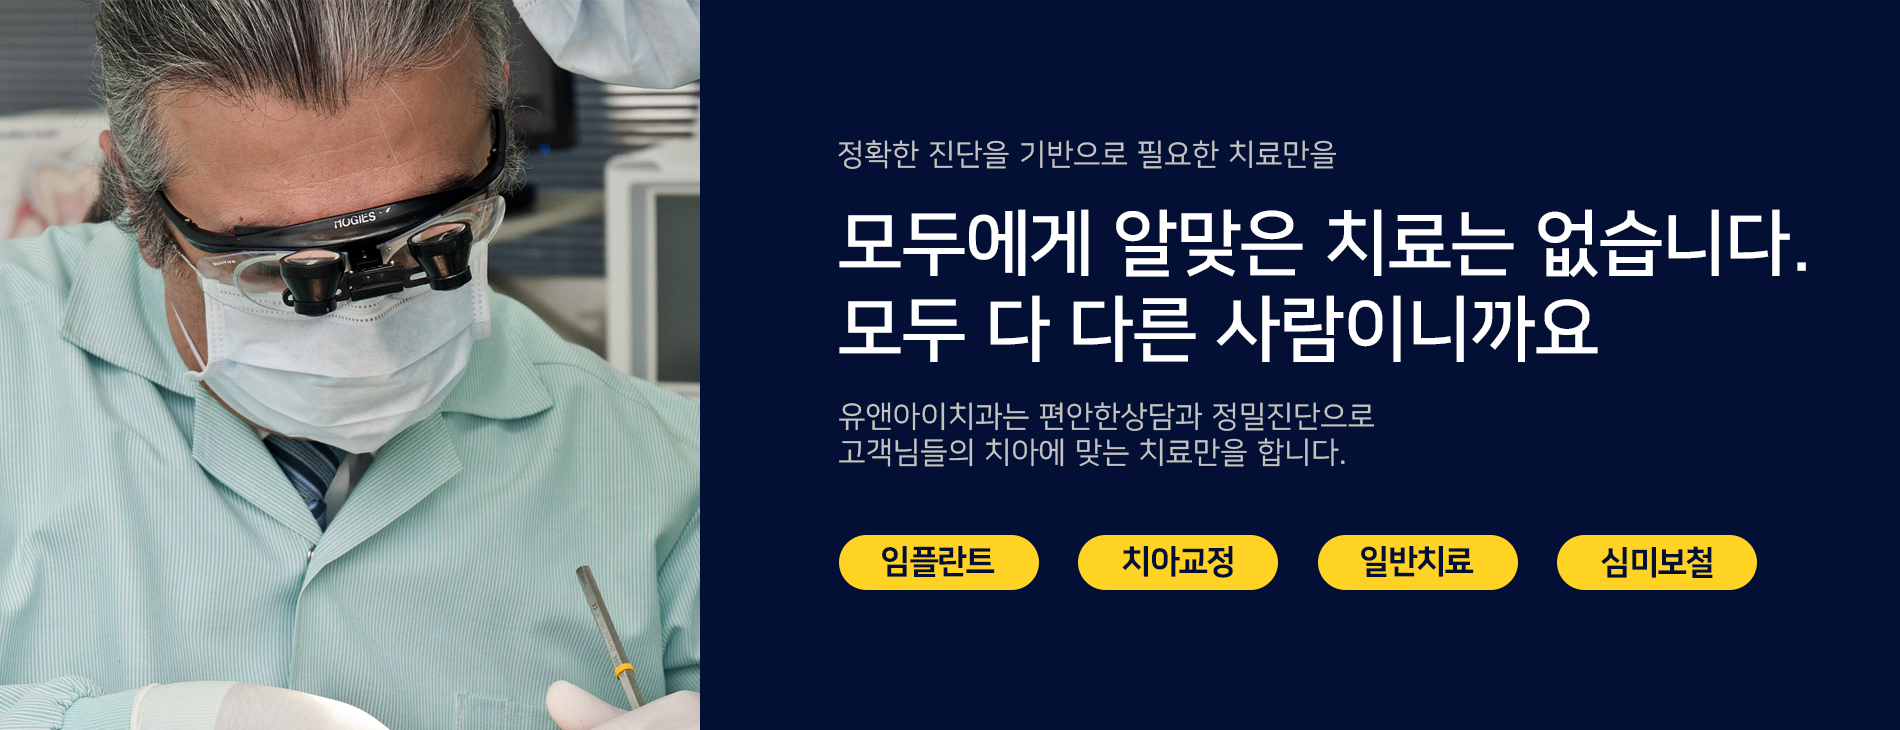 HOGIES
정확한 진단을 기반으로 필요한 치료만을
모두에게 알맞은 치료는 없습니다.
모두 다 다른 사람이니까요
유앤아이치과는 편안한상담과 정밀진단으로
고객님들의 치아에 맞는 치료만을 합니다.
임플란트
치아교정
일반치료
심미보철